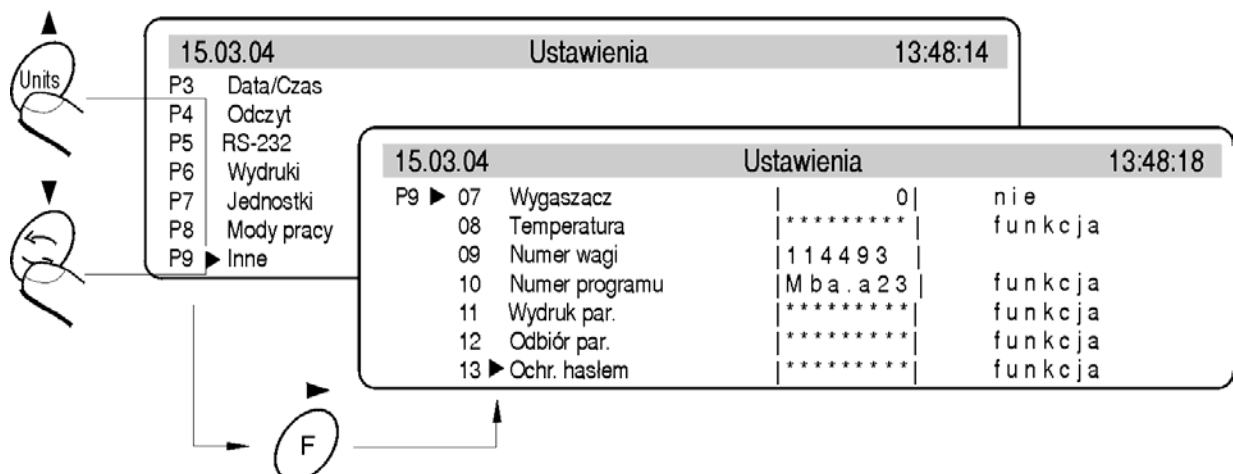 Units
15.03.04 Ustawienia 13:48:14
P3 Data/Czas
P4 Odczyt
P5 RS-232
P6 Wydruki
P7 Jednostki
P8 Mody pracy
P9 ▶ Inne
15.03.04 Ustawienia 13:48:18
P9 ▶ 07 Wygaszacz | 0| nie
08 Temperatura |*********| funkcja
09 Numer wagi |114493 |
10 Numer programu |Mba.a23| funkcja
11 Wydruk par. |*********| funkcja
12 Odbiór par. |*********| funkcja
13 ▶ Ochr. hasłem |*********| funkcja
F